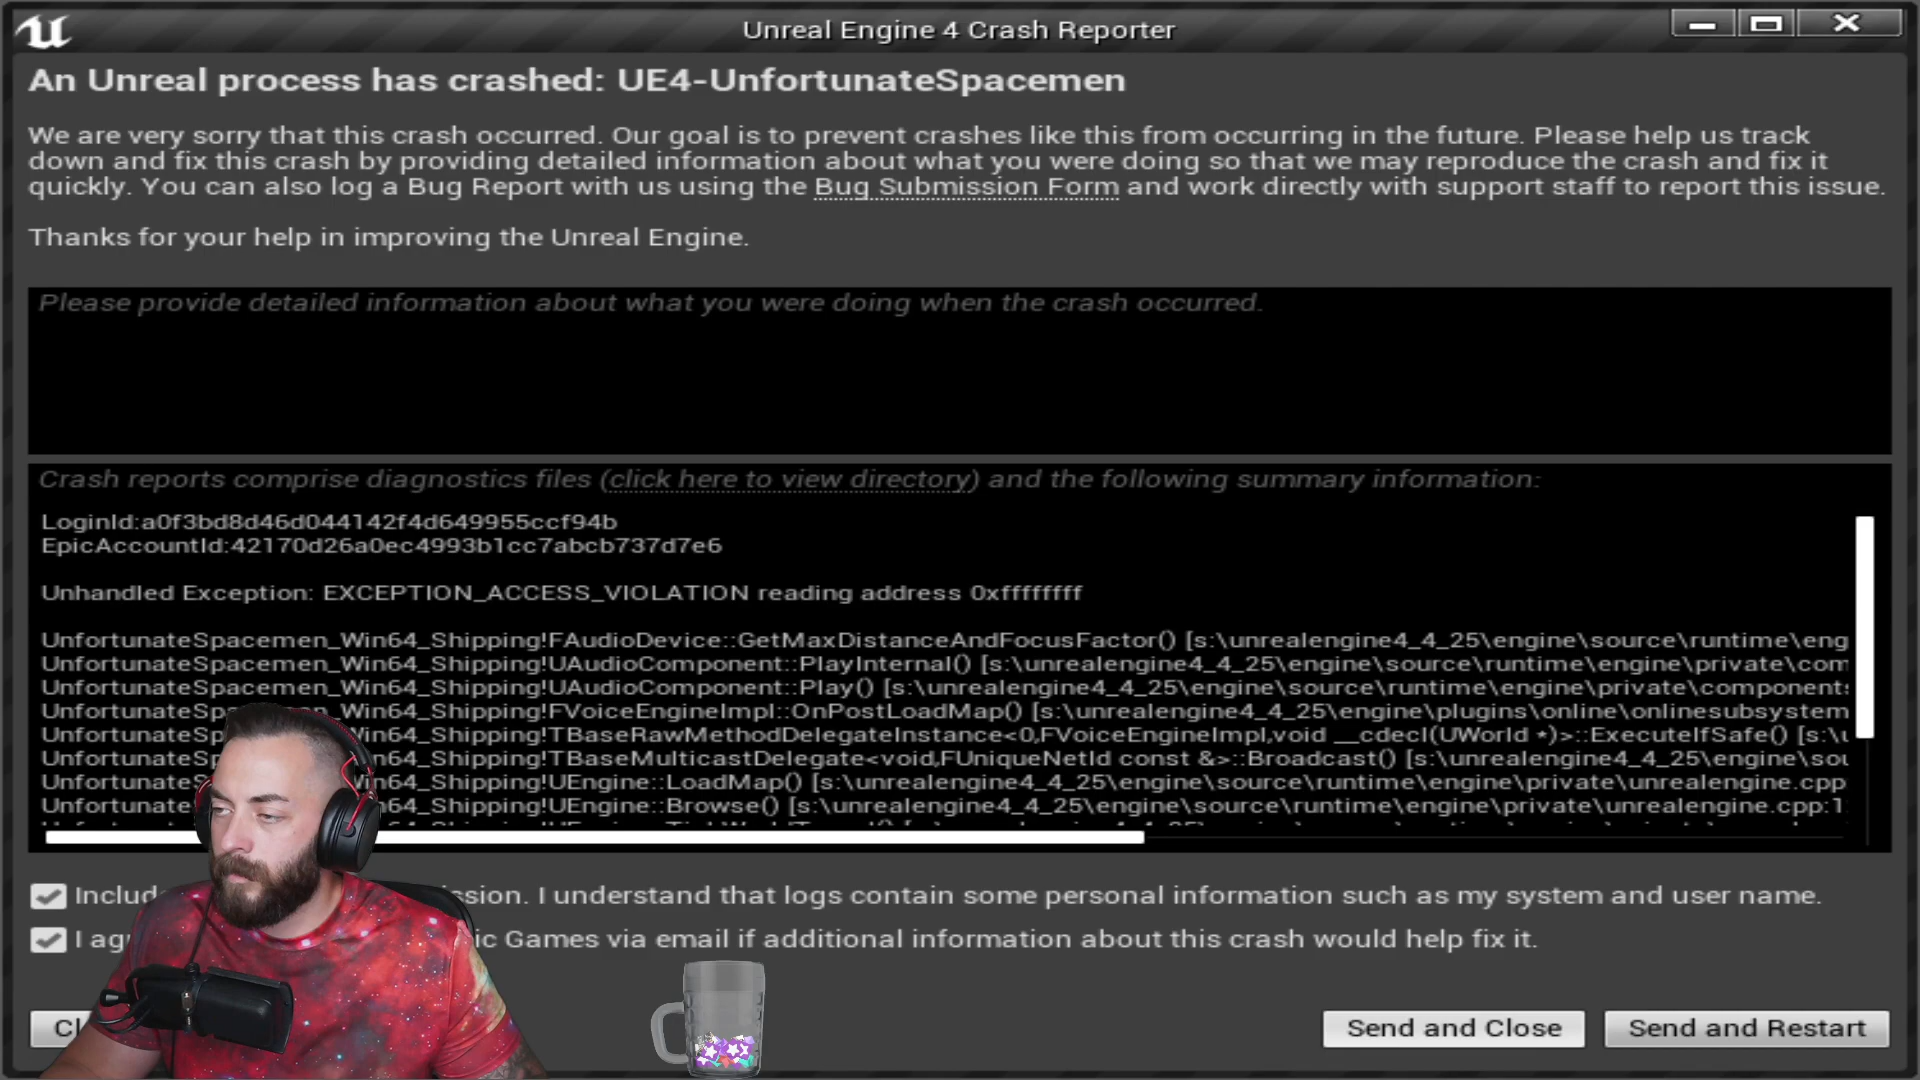 Unreal Engine 4 Crash Reporter
An Unreal process has crashed: UE4-UnfortunateSpacemen
We are very sorry that this crash occurred. Our goal is to prevent crashes like this from occurring in the future. Please help us track
down and fix this crash by providing detailed information about what you were doing so that we may reproduce the crash and fix it
quickly. You can also log a Bug Report with us using the Bug Submission Form and work directly with support staff to report this issue.
Thanks for your help in improving the Unreal Engine.
Please provide detailed information about what you were doing when the crash occurred.
Crash reports comprise diagnostics files (click here to view directory) and the following summary information:
LoginId:a0f3bd8d46d044142f4d649955ccf94b
EpicAccountId:42170d26a0ec4993b1cc7abcb737d7e6
Unhandled Exception: EXCEPTION_ACCESS_VIOLATION reading address 0xffffffff
UnfortunateSpacemen_Win64_Shipping!FAudioDevice::GetMaxDistanceAndFocusFactor() [s:\unrealengine4_4_25\engine\source\runtime\eng
UnfortunateSpacemen_Win64_Shipping!UAudioComponent::PlayInternal() [s:\unrealengine4_4_25\engine\source\runtime\engine\private\com
UnfortunateSpacemen_Win64_Shipping!UAudioComponent::Play() [s:\unrealengine4_4_25\engine\source\runtime\engine\private\component
UnfortunateSp n_Win64_Shipping!FVoiceEngineImpl::OnPostLoadMap() [s:\unrealengine4_4_25\engine\plugins\online\onlinesubsystem
UnfortunateS n64_Shipping!TBaseRawMethodDelegateInstance<0,FVoiceEngineImpl,void __cdecl(UWorld *)>::ExecuteIfSafe() [s:\u
UnfortunateS n64_Shipping!TBaseMulticastDelegate<void,FUniqueNetId const &>::Broadcast() [s:\unrealengine4_4_25\engine\sou
Unfortunate n64_Shipping!UEngine::LoadMap() [s:\unrealengine4_4_25\engine\source\runtime\engine\private\unrealengine.cpp
Unfortunate n64_Shipping!UEngine::Browse() [s:\unrealengine4_4_25\engine\source\runtime\engine\private\unrealengine.cpp:1
Includ ssion. I understand that logs contain some personal information such as my system and user name.
I ag ic Games via email if additional information about this crash would help fix it.
Cl
Send and Close
Send and Restart